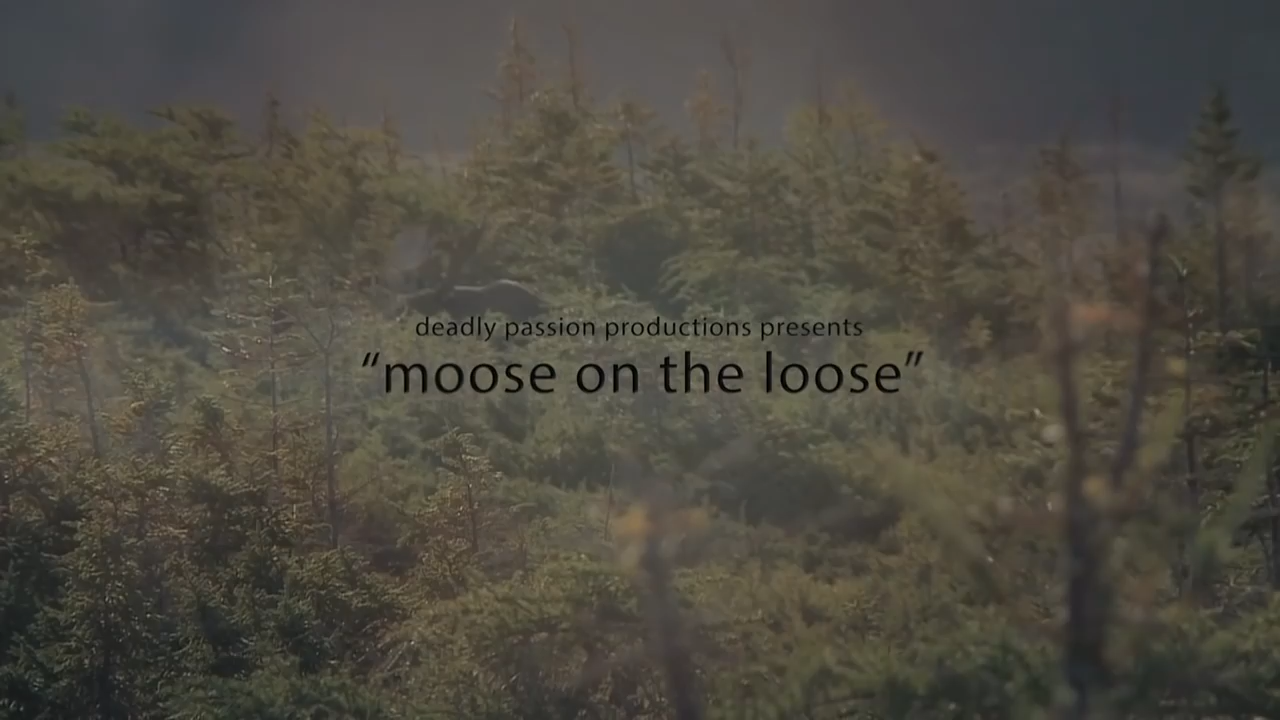 deadly passion productions presents
“moose on the loose”